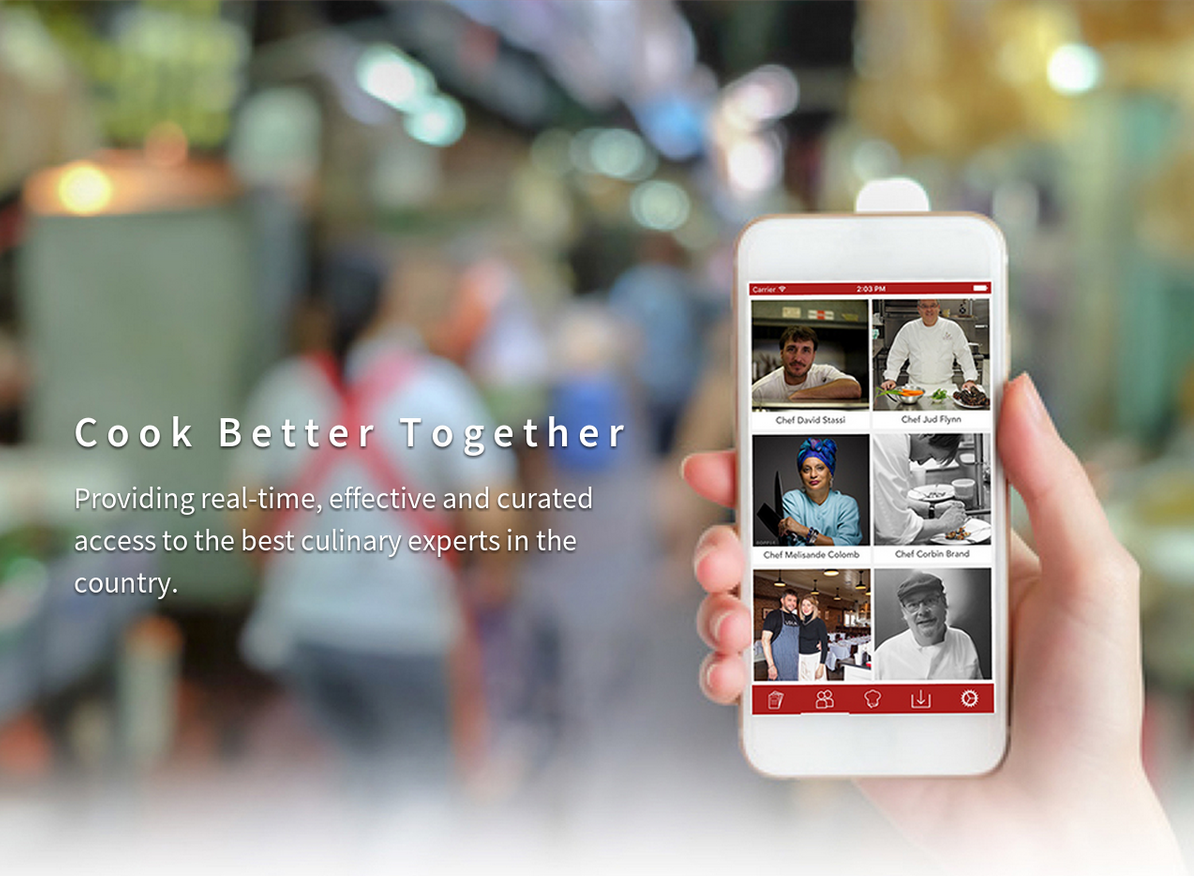 Cook Better Together
Providing real-time, effective and curated
access to the best culinary experts in the
country.
Carrier 2:03 PM
Chef David Stassi
Chef Jud Flynn
Chef Melisande Colomb
Chef Corbin Brand